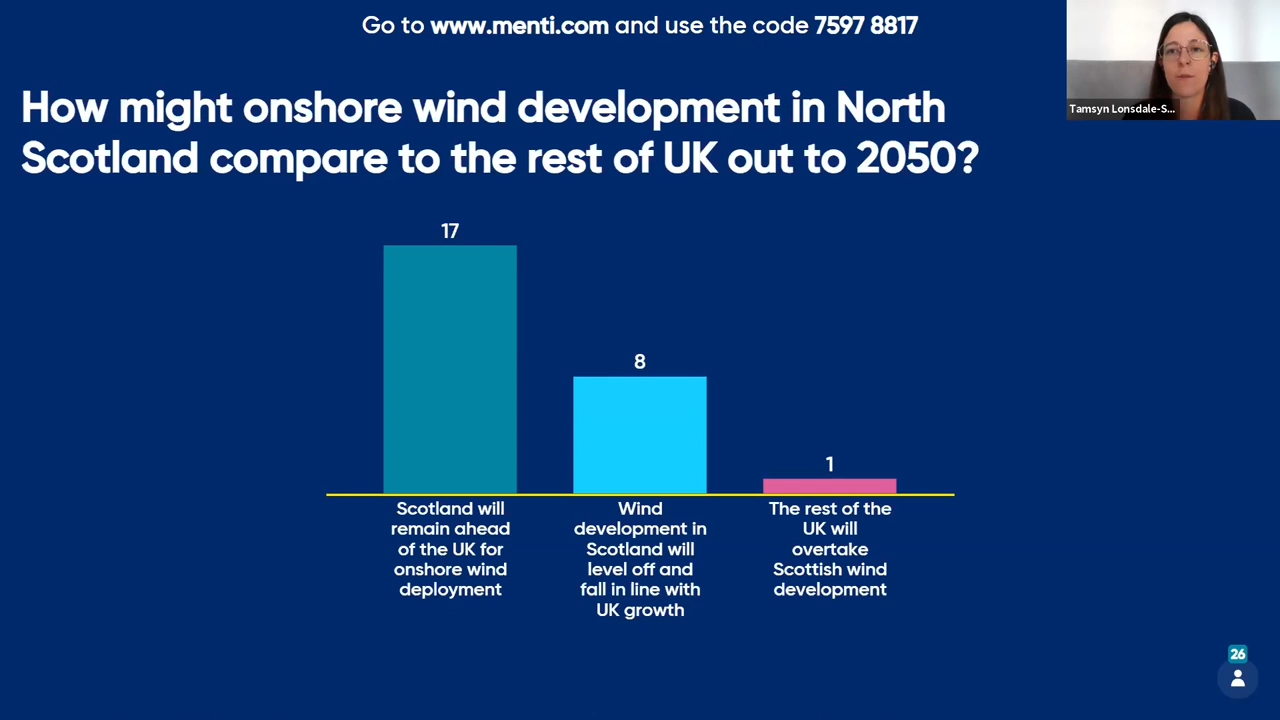 Go to www.menti.com and use the code 7597 8817
Tamsyn Lonsdale-S...
How might onshore wind development in North
Scotland compare to the rest of UK out to 2050?
17
8
1
Scotland will
remain ahead
of the UK for
onshore wind
deployment
Wind
development in
Scotland will
level off and
fall in line with
UK growth
The rest of the
UK will
overtake
Scottish wind
development
26